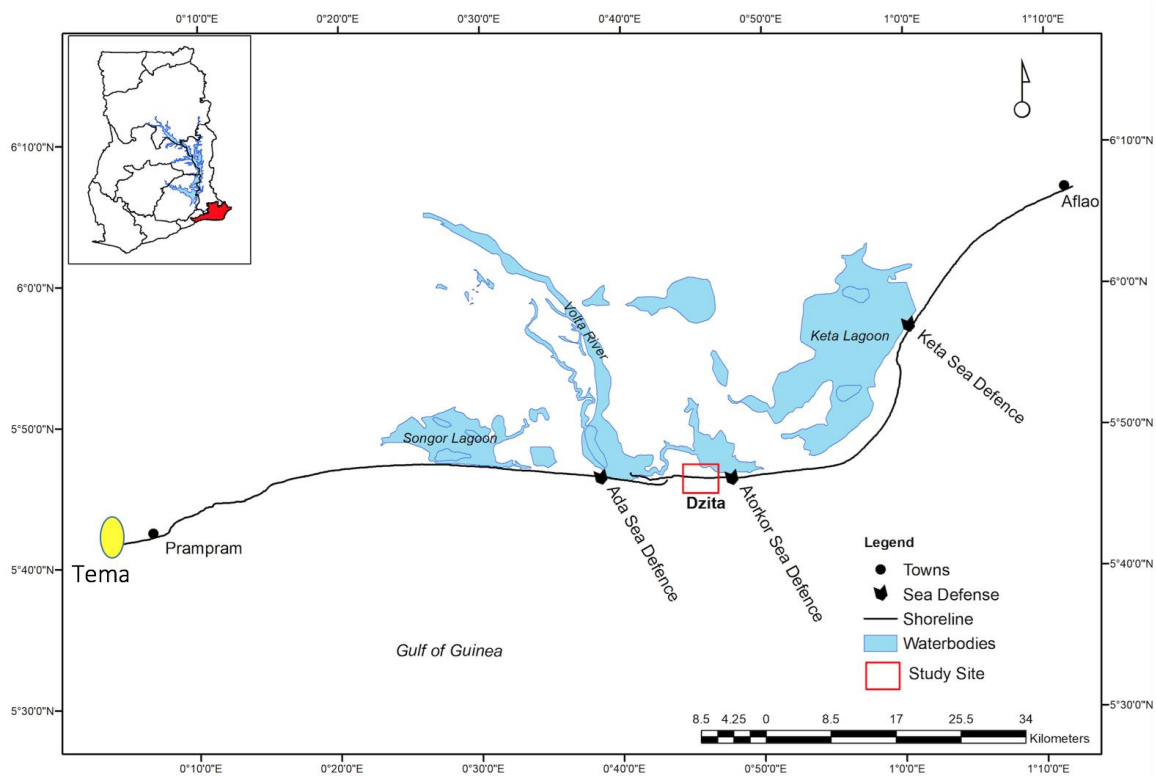 0°10'0"E
0°20'0"E
0°30'0"E
0°40'0"E
0°50'0"E
1°0'0"E
1°10'0"E
6°10'0"N
6°10'0"N
Aflao
6°0'0"N
6°0'0"N
Volta River
Keta Lagoon
Keta Sea Defence
5°50'0"N
5°50'0"N
Songor Lagoon
Ada Sea Defence
Dzita
Atorkor Sea Defence
Prampram
Tema
5°40'0"N
5°40'0"N
Legend
Towns
Sea Defense
Shoreline
Waterbodies
Study Site
Gulf of Guinea
5°30'0"N
5°30'0"N
8.5 4.25 0 8.5 17 25.5 34
Kilometers
0°10'0"E
0°20'0"E
0°30'0"E
0°40'0"E
0°50'0"E
1°0'0"E
1°10'0"E